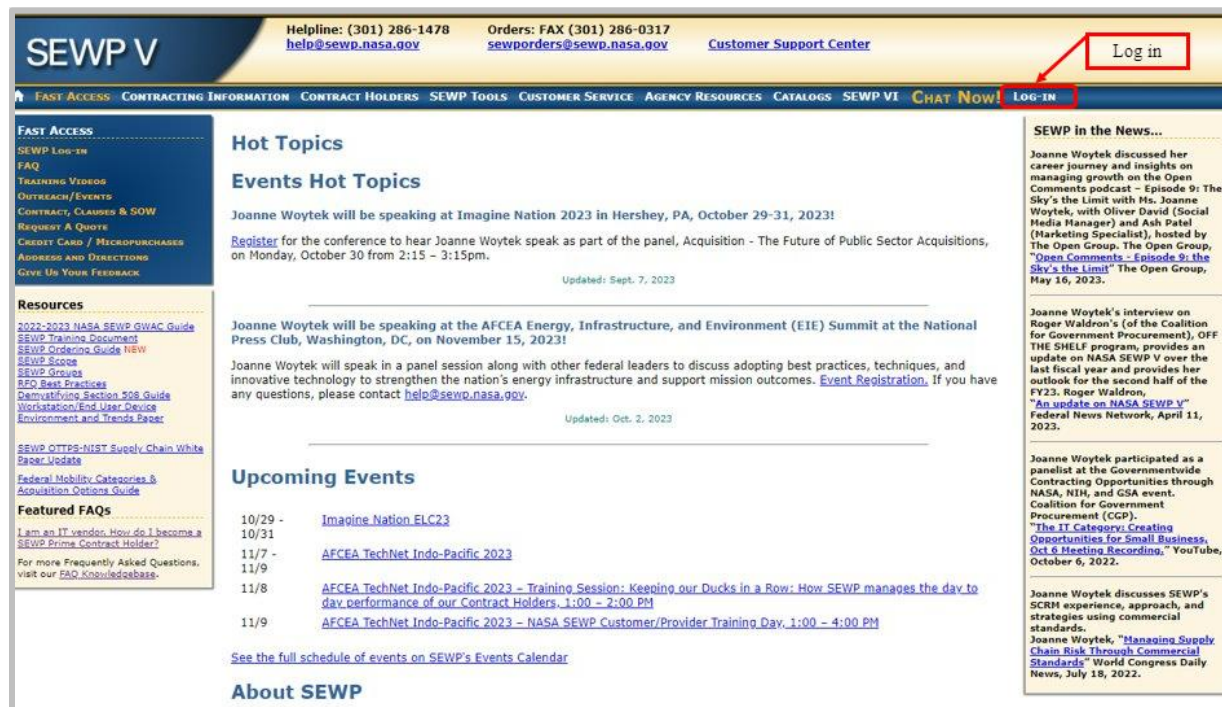 SEWP V
Helpline: (301) 286-1478
help@sewp.nasa.gov
Orders: FAX (301) 286-0317
sewporders@sewp.nasa.gov
Customer Support Center
Log in
FAST ACCESS CONTRACTING INFORMATION CONTRACT HOLDERS SEWP TOOLS CUSTOMER SERVICE AGENCY RESOURCES CATALOGS SEWP VI CHAT NOW! LOG-IN
FAST ACCESS
SEWP LOG-IN
FAQ
TRAINING VIDEOS
OUTREACH/EVENTS
CONTRACT, CLAUSES & SOW
REQUEST A QUOTE
CREDIT CARD / MICROPURCHASES
ADDRESS AND DIRECTIONS
GIVE US YOUR FEEDBACK
Resources
2022-2023 NASA SEWP GWAC Guide
SEWP Training Document
SEWP Ordering Guide NEW
SEWP Scope
SEWP Groups
RFQ Best Practices
Demystifying Section 508 Guide
Workstation/End User Device
Environment and Trends Paper
SEWP OTTPS-NIST Supply Chain White
Paper Update
Federal Mobility Categories &
Acquisition Options Guide
Featured FAQs
I am an IT vendor. How do I become a
SEWP Prime Contract Holder?
For more Frequently Asked Questions,
visit our FAQ Knowledgebase.
Hot Topics
Events Hot Topics
Joanne Woytek will be speaking at Imagine Nation 2023 in Hershey, PA, October 29-31, 2023!
Register for the conference to hear Joanne Woytek speak as part of the panel, Acquisition - The Future of Public Sector Acquisitions,
on Monday, October 30 from 2:15 – 3:15pm.
Updated: Sept. 7, 2023
Joanne Woytek will be speaking at the AFCEA Energy, Infrastructure, and Environment (EIE) Summit at the National
Press Club, Washington, DC, on November 15, 2023!
Joanne Woytek will speak in a panel session along with other federal leaders to discuss adopting best practices, techniques, and
innovative technology to strengthen the nation's energy infrastructure and support mission outcomes. Event Registration. If you have
any questions, please contact help@sewp.nasa.gov.
Updated: Oct. 2, 2023
Upcoming Events
10/29 -
10/31
Imagine Nation ELC23
11/7 -
11/9
AFCEA TechNet Indo-Pacific 2023
11/8
AFCEA TechNet Indo-Pacific 2023 – Training Session: Keeping our Ducks in a Row: How SEWP manages the day to
day performance of our Contract Holders, 1:00 – 2:00 PM
11/9
AFCEA TechNet Indo-Pacific 2023 – NASA SEWP Customer/Provider Training Day, 1:00 – 4:00 PM
See the full schedule of events on SEWP's Events Calendar
About SEWP
SEWP in the News...
Joanne Woytek discussed her
career journey and insights on
managing growth on the Open
Comments podcast – Episode 9: The
Sky's the Limit with Ms. Joanne
Woytek, with Oliver David (Social
Media Manager) and Ash Patel
(Marketing Specialist), hosted by
The Open Group. The Open Group,
"Open Comments - Episode 9: the
Sky's the Limit" The Open Group,
May 16, 2023.
Joanne Woytek's interview on
Roger Waldron's (of the Coalition
for Government Procurement), OFF
THE SHELF program, provides an
update on NASA SEWP V over the
last fiscal year and provides her
outlook for the second half of the
FY23. Roger Waldron,
"An update on NASA SEWP V"
Federal News Network, April 11,
2023.
Joanne Woytek participated as a
panelist at the Governmentwide
Contracting Opportunities through
NASA, NIH, and GSA event.
Coalition for Government
Procurement (CGP).
"The IT Category: Creating
Opportunities for Small Business,
Oct 6 Meeting Recording." YouTube,
October 6, 2022.
Joanne Woytek discusses SEWP's
SCRM experience, approach, and
strategies using commercial
standards.
Joanne Woytek, "Managing Supply
Chain Risk Through Commercial
Standards" World Congress Daily
News, July 18, 2022.